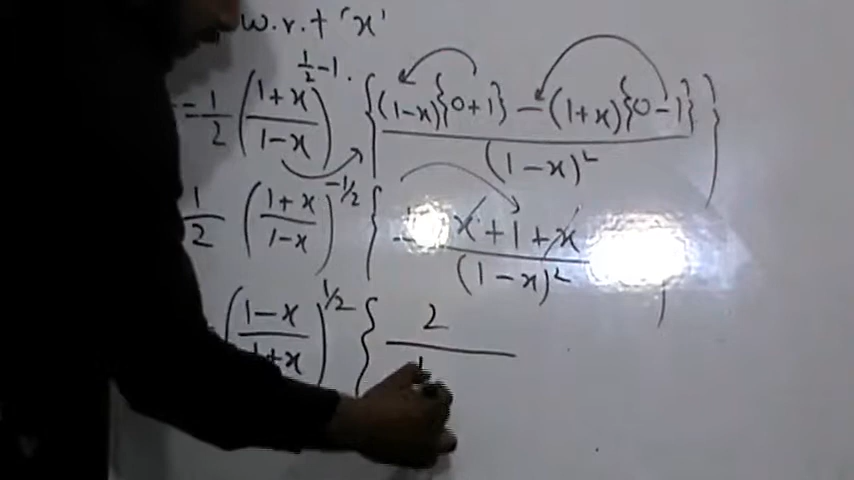 w.r.t 'x'
= 1/2 ((1+x)/(1-x))^(1/2 - 1) . { ((1-x){0+1} - (1+x){0-1}) / (1-x)^2 }
1/2 ((1+x)/(1-x))^(-1/2) { - x + 1 + x / (1-x)^2
((1-x)/(1+x))^(1/2) { 2 /